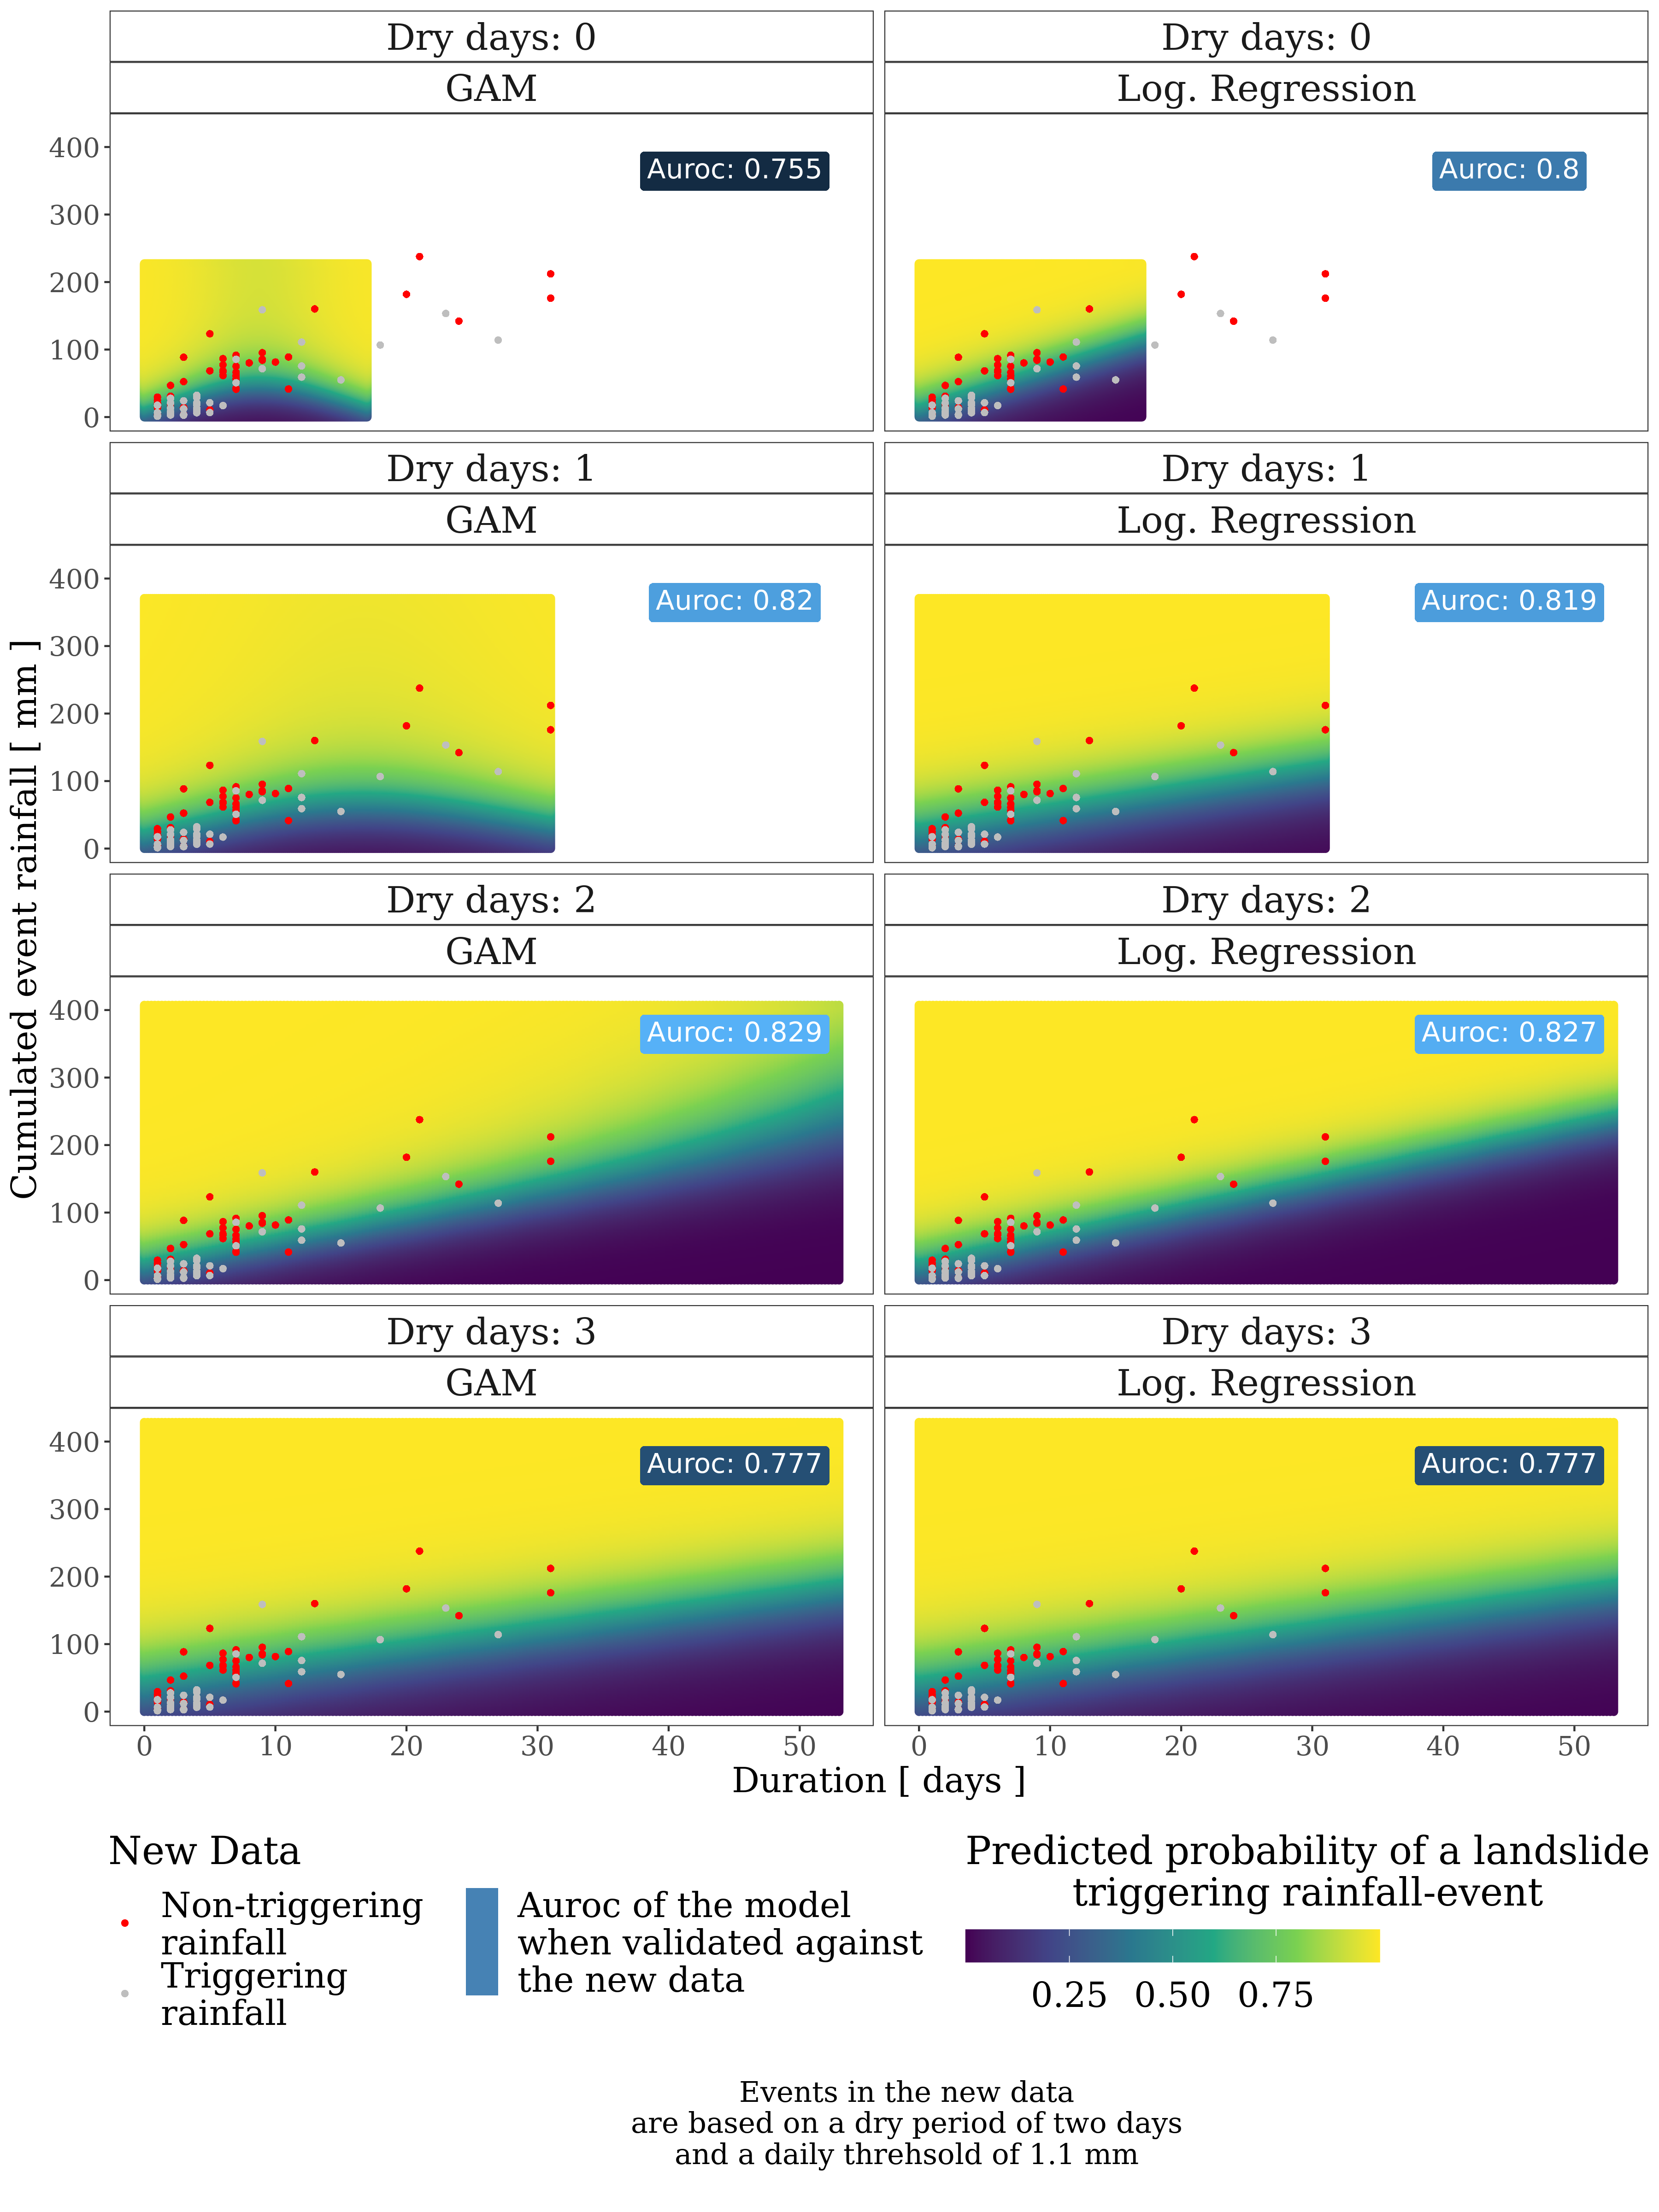 Dry days: 0
Dry days: 0
GAM
Log. Regression
400
300
200
100
0
Auroc: 0.755
Auroc: 0.8
Dry days: 1
Dry days: 1
GAM
Log. Regression
400
300
200
100
0
Auroc: 0.82
Auroc: 0.819
Cumulated event rainfall [ mm ]
Dry days: 2
Dry days: 2
GAM
Log. Regression
400
300
200
100
0
Auroc: 0.829
Auroc: 0.827
Dry days: 3
Dry days: 3
GAM
Log. Regression
400
300
200
100
0
Auroc: 0.777
Auroc: 0.777
0 10 20 30 40 50
0 10 20 30 40 50
Duration [ days ]
New Data
Non-triggering
rainfall
Triggering
rainfall
Auroc of the model
when validated against
the new data
Predicted probability of a landslide
triggering rainfall-event
0.25 0.50 0.75
Events in the new data
are based on a dry period of two days
and a daily threhsold of 1.1 mm